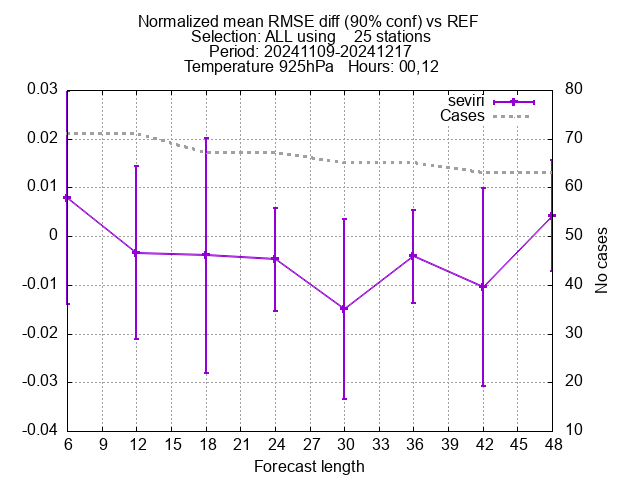 Normalized mean RMSE diff (90% conf) vs REF
Selection: ALL using    25 stations
Period: 20241109-20241217
Temperature 925hPa   Hours: 00,12
seviri
Cases
0.03
0.02
0.01
0
-0.01
-0.02
-0.03
-0.04
80
70
60
50
40
30
20
10
No cases
6 9 12 15 18 21 24 27 30 33 36 39 42 45 48
Forecast length